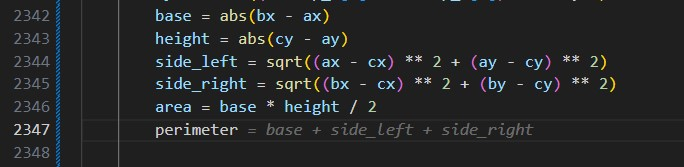 2342 base = abs(bx - ax)
2343 height = abs(cy - ay)
2344 side_left = sqrt((ax - cx) ** 2 + (ay - cy) ** 2)
2345 side_right = sqrt((bx - cx) ** 2 + (by - cy) ** 2)
2346 area = base * height / 2
2347 perimeter = base + side_left + side_right
2348